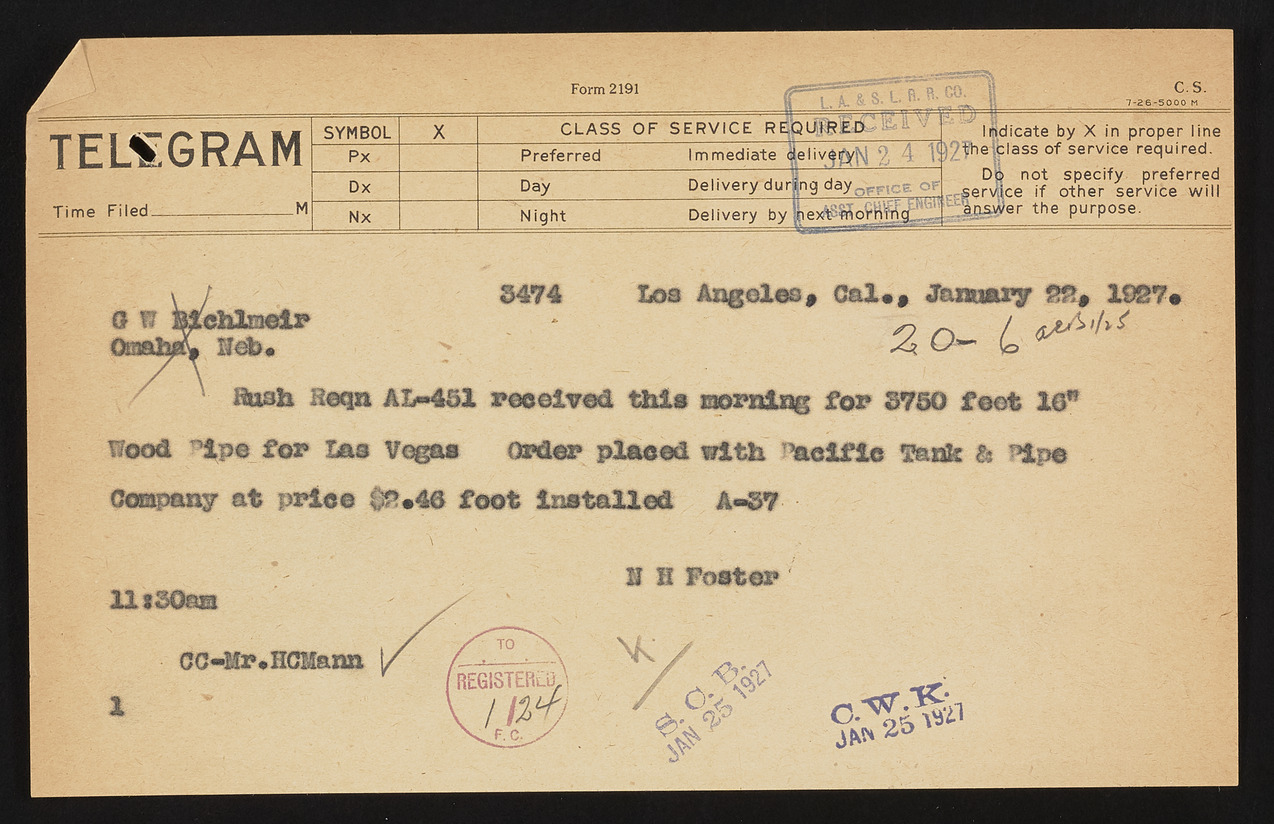 Form 2191
C. S.
7-26-5000 M
TELEGRAM
Time Filed M
SYMBOL X CLASS OF SERVICE REQUIRED
Px Preferred Immediate delivery
Dx Day Delivery during day
Nx Night Delivery by next morning
Indicate by X in proper line
the class of service required.
Do not specify preferred
service if other service will
answer the purpose.
L. A. & S. L. R. R. CO.
RECEIVED
JAN 24 1927
OFFICE OF
ASST. CHIEF ENGINEER
3474 Los Angeles, Cal., January 22, 1927.
G W Bichlmeir
Omaha, Neb.
20-6 1/25
Rush Reqn AL-451 received this morning for 3750 feet 16"
Wood Pipe for Las Vegas Order placed with Pacific Tank & Pipe
Company at price $2.46 foot installed A-37
N H Foster
11:30am
CC-Mr.HCMann
1
TO
REGISTERED
1/24
F. C.
K
S. C. B.
JAN 25 1927
C. W. K.
JAN 25 1927